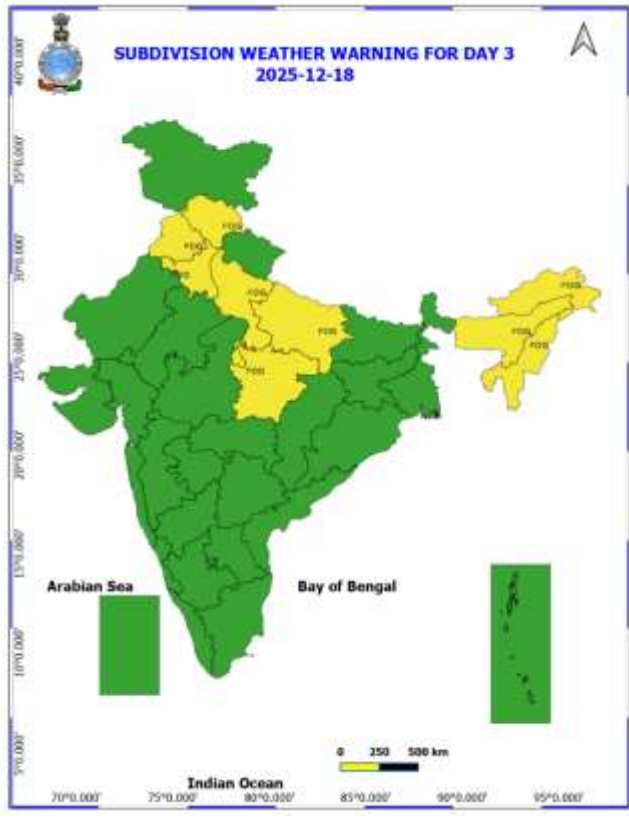 SUBDIVISION WEATHER WARNING FOR DAY 3
2025-12-18
40°0.000'
35°0.000'
30°0.000'
25°0.000'
20°0.000'
15°0.000'
10°0.000'
5°0.000'
FOG
FOG
FOG
FOG
FOG
FOG
FOG
FOG
Arabian Sea
Bay of Bengal
0 250 500 km
Indian Ocean
70°0.000' 75°0.000' 80°0.000' 85°0.000' 90°0.000' 95°0.000'